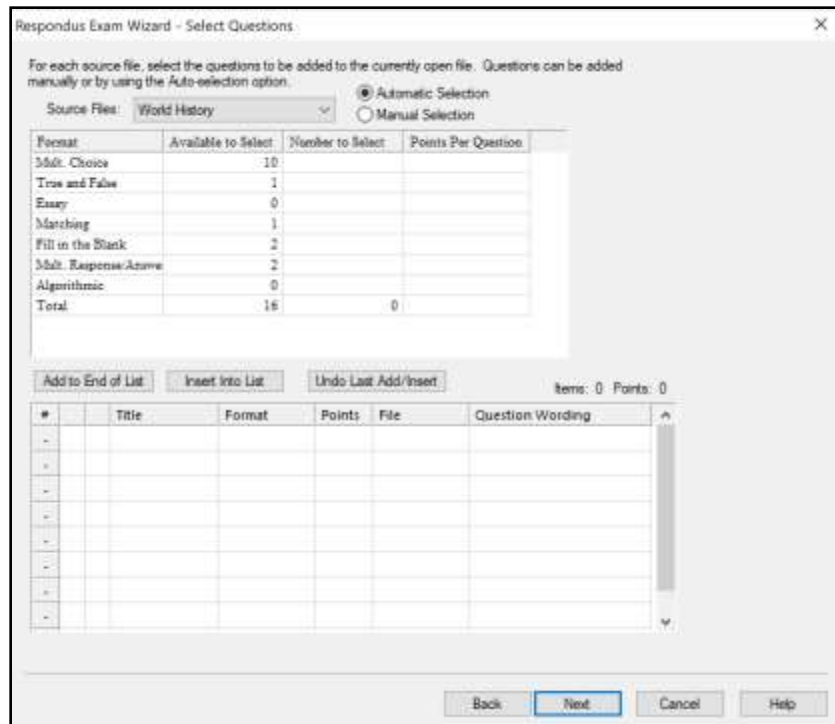 Respondus Exam Wizard - Select Questions
For each source file, select the questions to be added to the currently open file. Questions can be added
manually or by using the Auto-selection option.
Automatic Selection
Source Files: World History
Manual Selection
Format Available to Select Number to Select Points Per Question
Mult. Choice 10
True and False 1
Essay 0
Matching 1
Fill in the Blank 2
Mult. Response/Answe 2
Algorithmic 0
Total 16 0
Add to End of List Insert Into List Undo Last Add/Insert Items: 0 Points: 0
# Title Format Points File Question Wording
-
-
-
-
-
-
-
-
Back Next Cancel Help